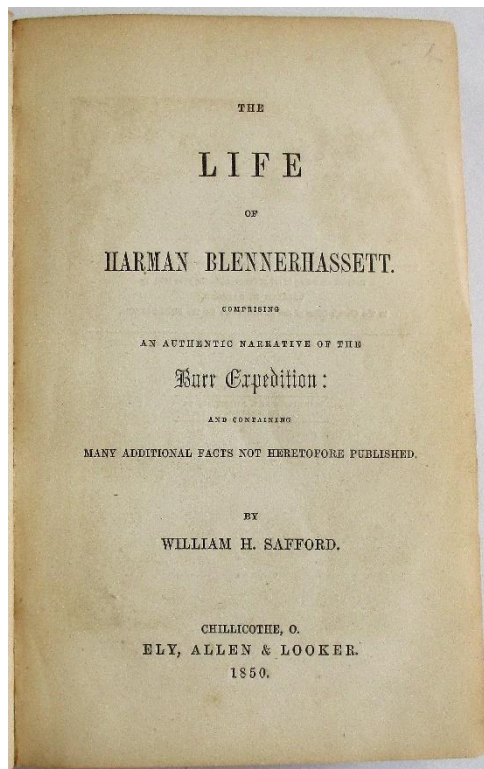 THE
LIFE
OF
HARMAN BLENNERHASSETT.
COMPRISING
AN AUTHENTIC NARRATIVE OF THE
Burr Expedition:
AND CONTAINING
MANY ADDITIONAL FACTS NOT HERETOFORE PUBLISHED.
BY
WILLIAM H. SAFFORD.
CHILLICOTHE, O.
ELY, ALLEN & LOOKER.
1850.